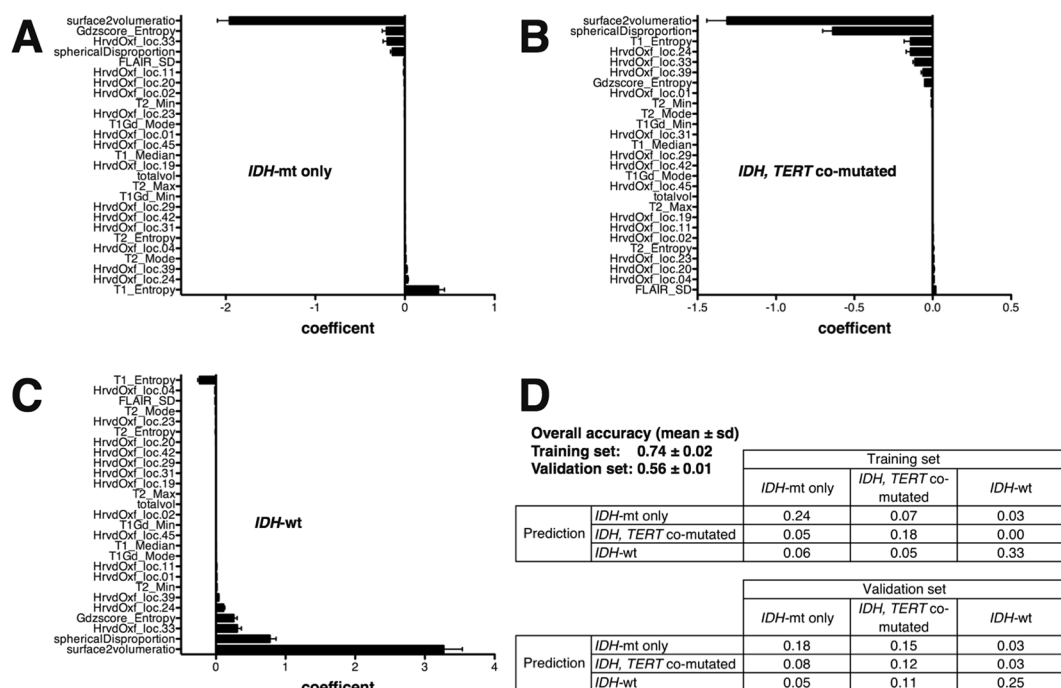 A
surface2volumeratio
Gdzscore_Entropy
HrvdOxf_loc.33
sphericalDisproportion
FLAIR_SD
HrvdOxf_loc.11
HrvdOxf_loc.20
HrvdOxf_loc.02
T2_Min
HrvdOxf_loc.23
T1Gd_Mode
HrvdOxf_loc.01
HrvdOxf_loc.45
T1_Median
HrvdOxf_loc.19
totalvol
T2_Max
T1Gd_Min
HrvdOxf_loc.29
HrvdOxf_loc.42
HrvdOxf_loc.31
T2_Entropy
HrvdOxf_loc.04
T2_Mode
HrvdOxf_loc.39
HrvdOxf_loc.24
T1_Entropy
IDH-mt only
-2 -1 0 1
coefficent
B
surface2volumeratio
sphericalDisproportion
T1_Entropy
HrvdOxf_loc.24
HrvdOxf_loc.33
HrvdOxf_loc.39
Gdzscore_Entropy
HrvdOxf_loc.01
T2_Min
T2_Mode
T1Gd_Min
HrvdOxf_loc.31
T1_Median
HrvdOxf_loc.29
HrvdOxf_loc.42
T1Gd_Mode
HrvdOxf_loc.45
totalvol
T2_Max
HrvdOxf_loc.19
HrvdOxf_loc.11
HrvdOxf_loc.02
T2_Entropy
HrvdOxf_loc.23
HrvdOxf_loc.20
HrvdOxf_loc.04
FLAIR_SD
IDH, TERT co-mutated
-1.5 -1.0 -0.5 0.0 0.5
coefficent
C
T1_Entropy
HrvdOxf_loc.04
FLAIR_SD
T2_Mode
HrvdOxf_loc.23
T2_Entropy
HrvdOxf_loc.20
HrvdOxf_loc.42
HrvdOxf_loc.29
HrvdOxf_loc.31
HrvdOxf_loc.19
T2_Max
totalvol
HrvdOxf_loc.02
T1Gd_Min
HrvdOxf_loc.45
T1_Median
T1Gd_Mode
HrvdOxf_loc.11
HrvdOxf_loc.01
T2_Min
HrvdOxf_loc.39
HrvdOxf_loc.24
Gdzscore_Entropy
HrvdOxf_loc.33
sphericalDisproportion
surface2volumeratio
IDH-wt
0 1 2 3 4
coefficent
D
Overall accuracy (mean ± sd)
Training set: 0.74 ± 0.02
Validation set: 0.56 ± 0.01
Training set
IDH-mt only IDH, TERT co- IDH-wt
mutated
Prediction
IDH-mt only 0.24 0.07 0.03
IDH, TERT co-mutated 0.05 0.18 0.00
IDH-wt 0.06 0.05 0.33
Validation set
IDH-mt only IDH, TERT co- IDH-wt
mutated
Prediction
IDH-mt only 0.18 0.15 0.03
IDH, TERT co-mutated 0.08 0.12 0.03
IDH-wt 0.05 0.11 0.25